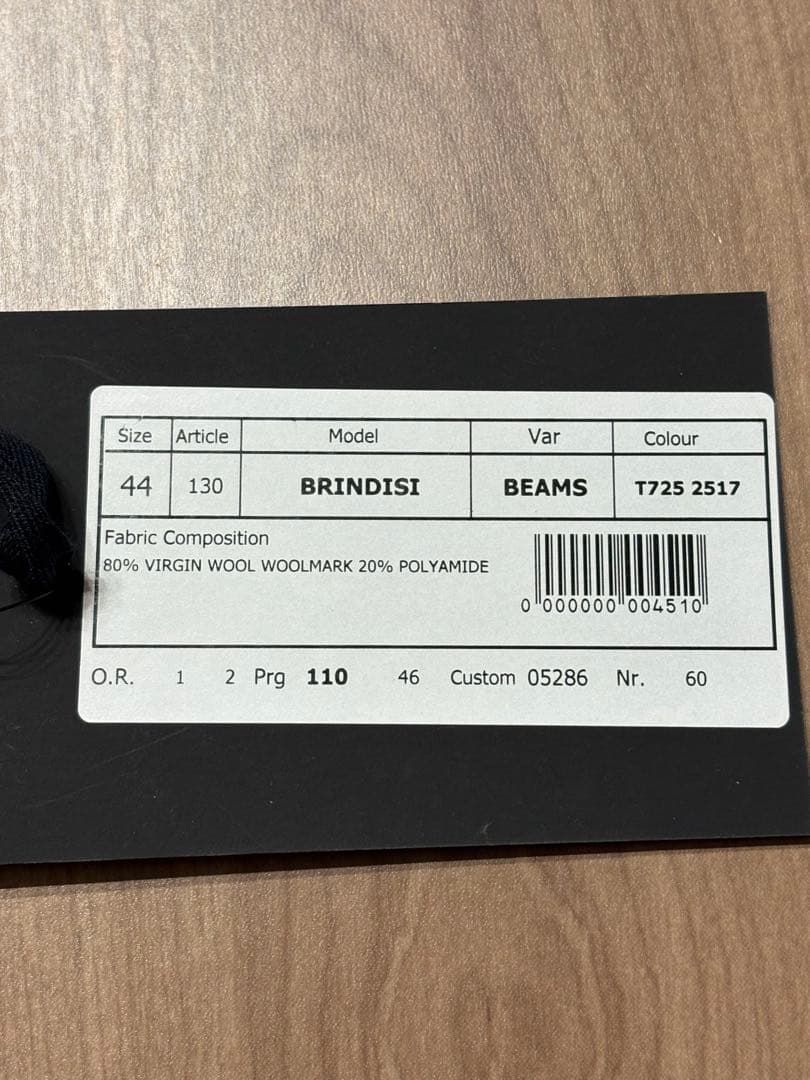 Size Article Model Var Colour
44 130 BRINDISI BEAMS T725 2517
Fabric Composition
80% VIRGIN WOOL WOOLMARK 20% POLYAMIDE
0 000000 004510
O.R. 1 2 Prg 110 46 Custom 05286 Nr. 60